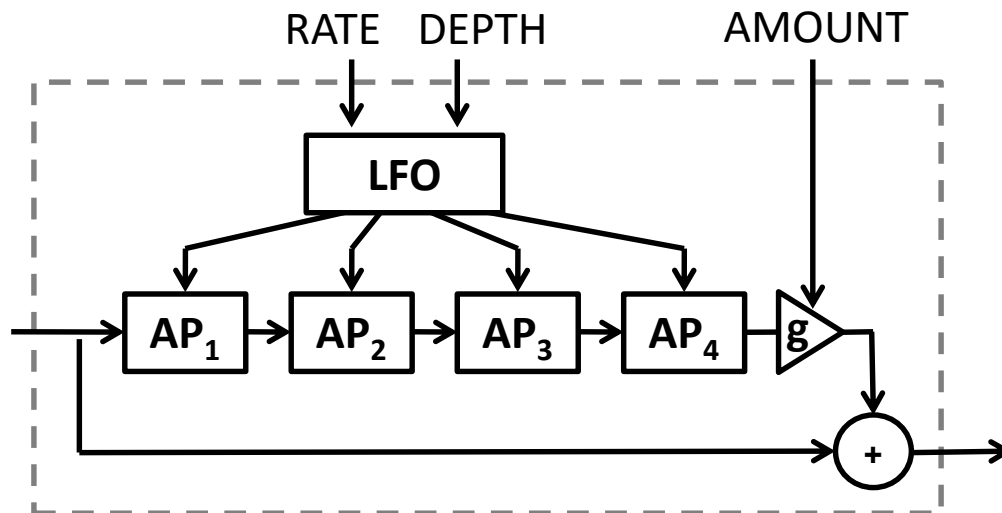 RATE DEPTH AMOUNT
LFO
AP₁ AP₂ AP₃ AP₄ g
+